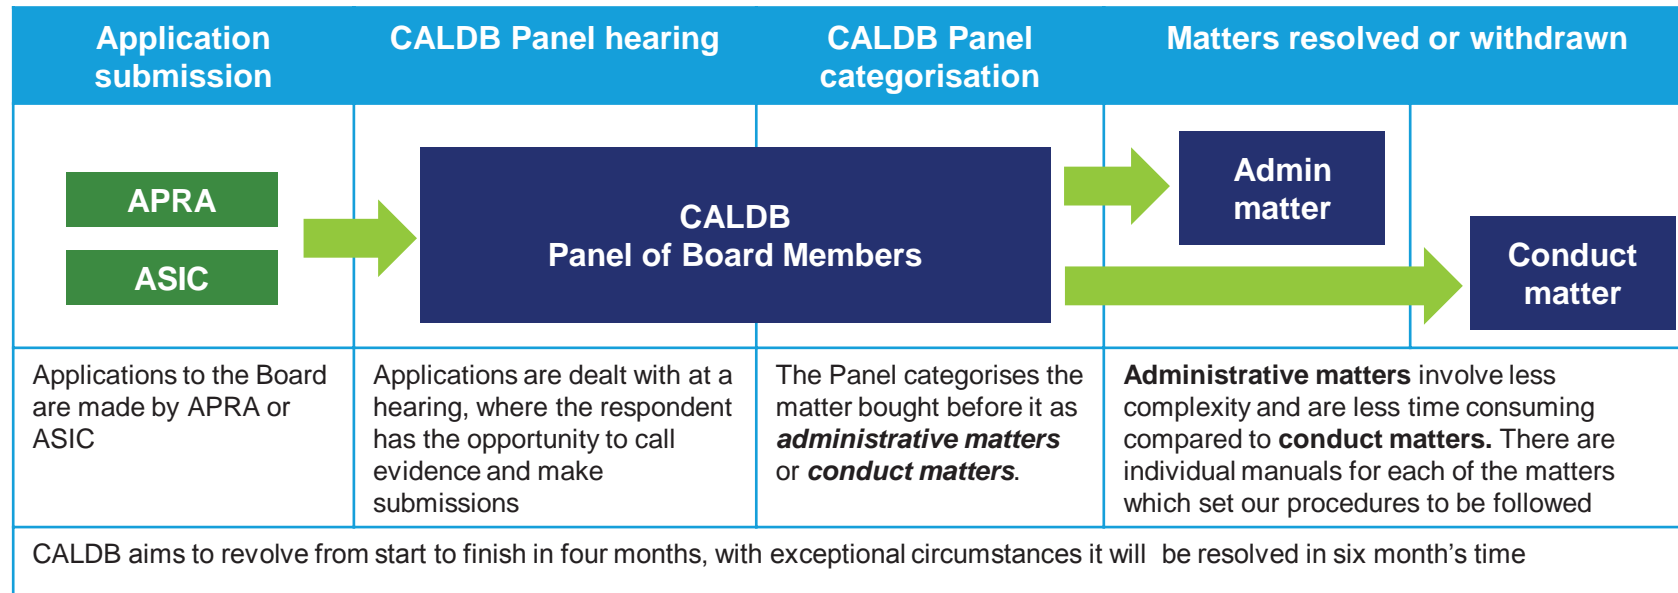 Application
submission
CALDB Panel hearing
CALDB Panel
categorisation
Matters resolved or withdrawn
APRA
ASIC
CALDB
Panel of Board Members
Admin
matter
Conduct
matter
Applications to the Board
are made by APRA or
ASIC
Applications are dealt with at a
hearing, where the respondent
has the opportunity to call
evidence and make
submissions
The Panel categorises the
matter bought before it as
administrative matters
or conduct matters.
Administrative matters involve less
complexity and are less time consuming
compared to conduct matters. There are
individual manuals for each of the matters
which set our procedures to be followed
CALDB aims to revolve from start to finish in four months, with exceptional circumstances it will be resolved in six month's time